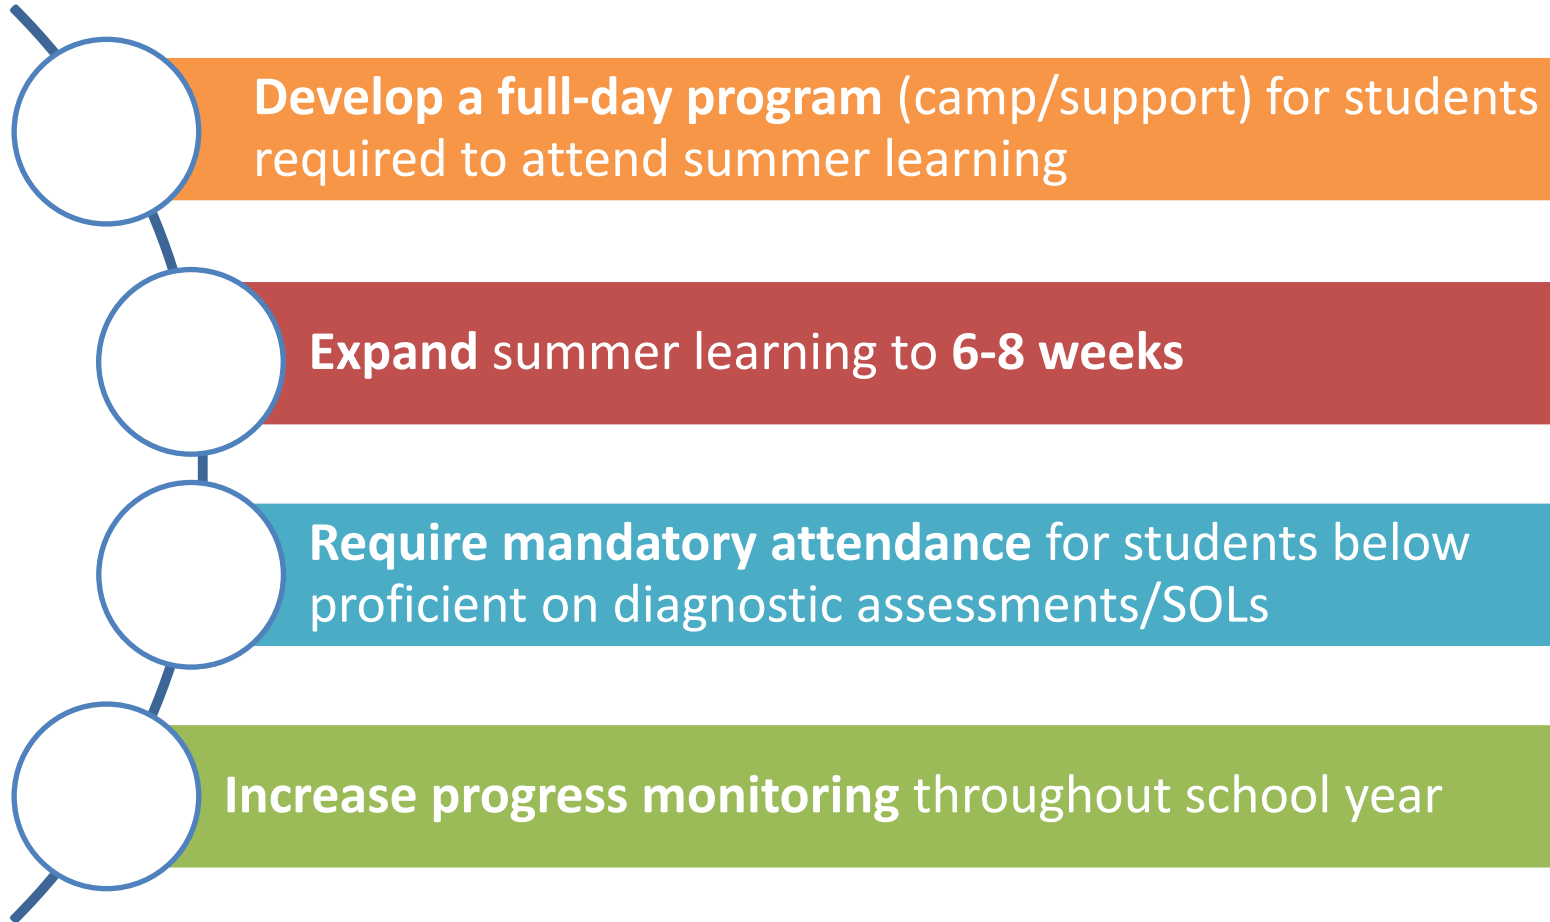 Develop a full-day program (camp/support) for students
required to attend summer learning
Expand summer learning to 6-8 weeks
Require mandatory attendance for students below
proficient on diagnostic assessments/SOLs
Increase progress monitoring throughout school year